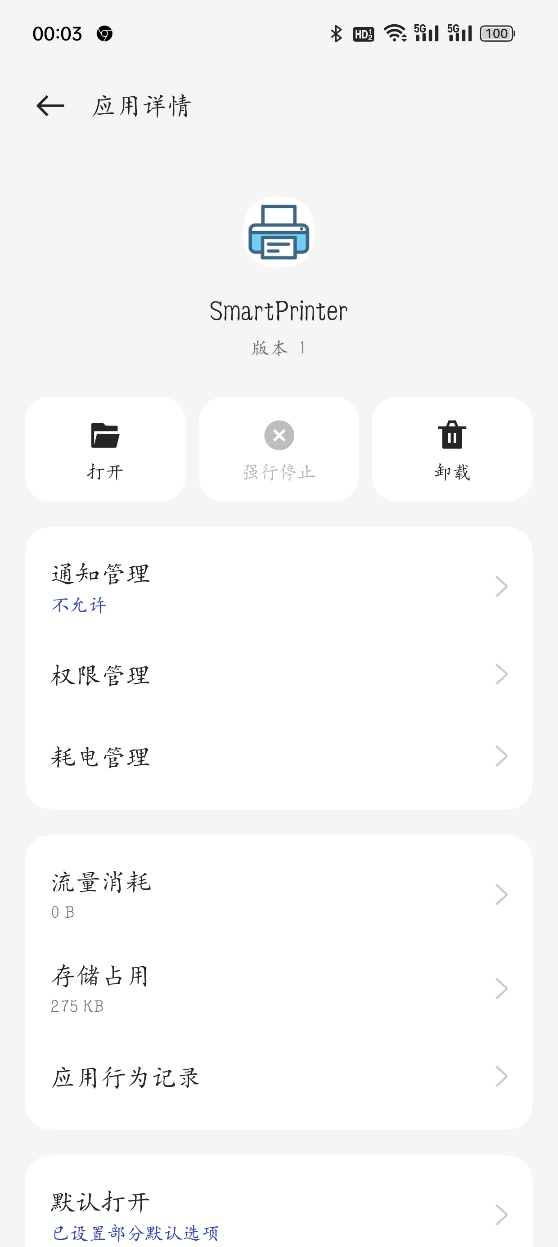 00:03
HD
5G
5G
100
应用详情
SmartPrinter
版本 1
打开
强行停止
卸载
通知管理
不允许
权限管理
耗电管理
流量消耗
0 B
存储占用
275 KB
应用行为记录
默认打开
已设置部分默认选项